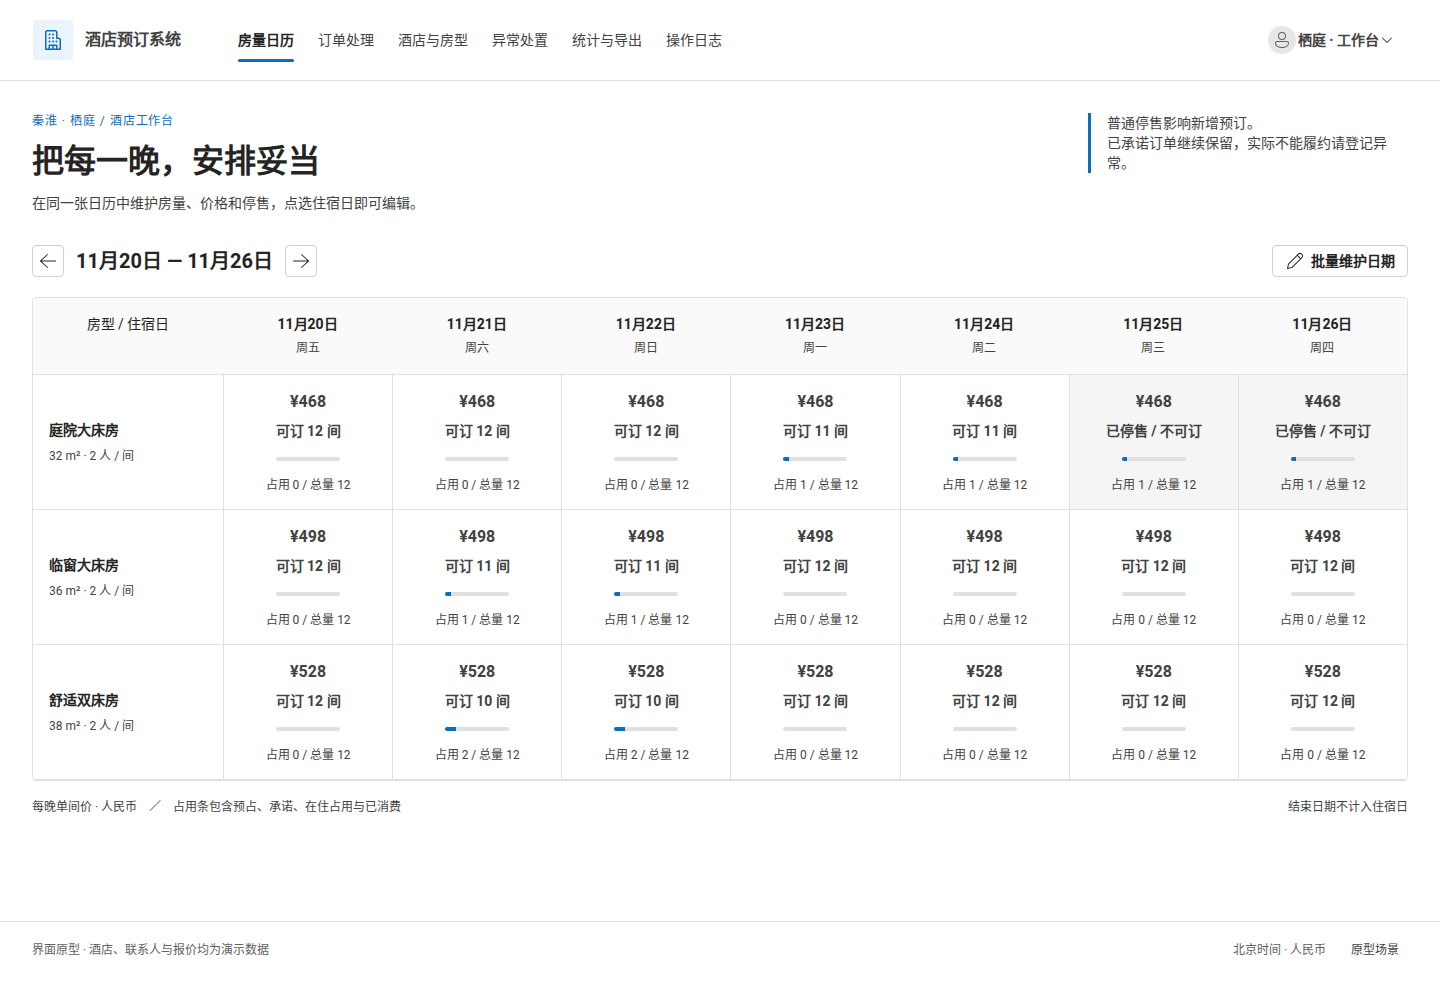 酒店预订系统
房量日历 订单处理 酒店与房型 异常处置 统计与导出 操作日志
栖庭 · 工作台
秦淮 · 栖庭 / 酒店工作台
把每一晚，安排妥当
在同一张日历中维护房量、价格和停售，点选住宿日即可编辑。
普通停售影响新增预订。
已承诺订单继续保留，实际不能履约请登记异
常。
11月20日 — 11月26日
批量维护日期
房型 / 住宿日 11月20日 11月21日 11月22日 11月23日 11月24日 11月25日 11月26日
周五 周六 周日 周一 周二 周三 周四
庭院大床房
32 m² · 2 人 / 间
¥468 ¥468 ¥468 ¥468 ¥468 ¥468 ¥468
可订 12 间 可订 12 间 可订 12 间 可订 11 间 可订 11 间 已停售 / 不可订 已停售 / 不可订
占用 0 / 总量 12 占用 0 / 总量 12 占用 0 / 总量 12 占用 1 / 总量 12 占用 1 / 总量 12 占用 1 / 总量 12 占用 1 / 总量 12
临窗大床房
36 m² · 2 人 / 间
¥498 ¥498 ¥498 ¥498 ¥498 ¥498 ¥498
可订 12 间 可订 11 间 可订 11 间 可订 12 间 可订 12 间 可订 12 间 可订 12 间
占用 0 / 总量 12 占用 1 / 总量 12 占用 1 / 总量 12 占用 0 / 总量 12 占用 0 / 总量 12 占用 0 / 总量 12 占用 0 / 总量 12
舒适双床房
38 m² · 2 人 / 间
¥528 ¥528 ¥528 ¥528 ¥528 ¥528 ¥528
可订 12 间 可订 10 间 可订 10 间 可订 12 间 可订 12 间 可订 12 间 可订 12 间
占用 0 / 总量 12 占用 2 / 总量 12 占用 2 / 总量 12 占用 0 / 总量 12 占用 0 / 总量 12 占用 0 / 总量 12 占用 0 / 总量 12
每晚单间价 · 人民币 ／ 占用条包含预占、承诺、在住占用与已消费
结束日期不计入住宿日
界面原型 · 酒店、联系人与报价均为演示数据
北京时间 · 人民币 原型场景